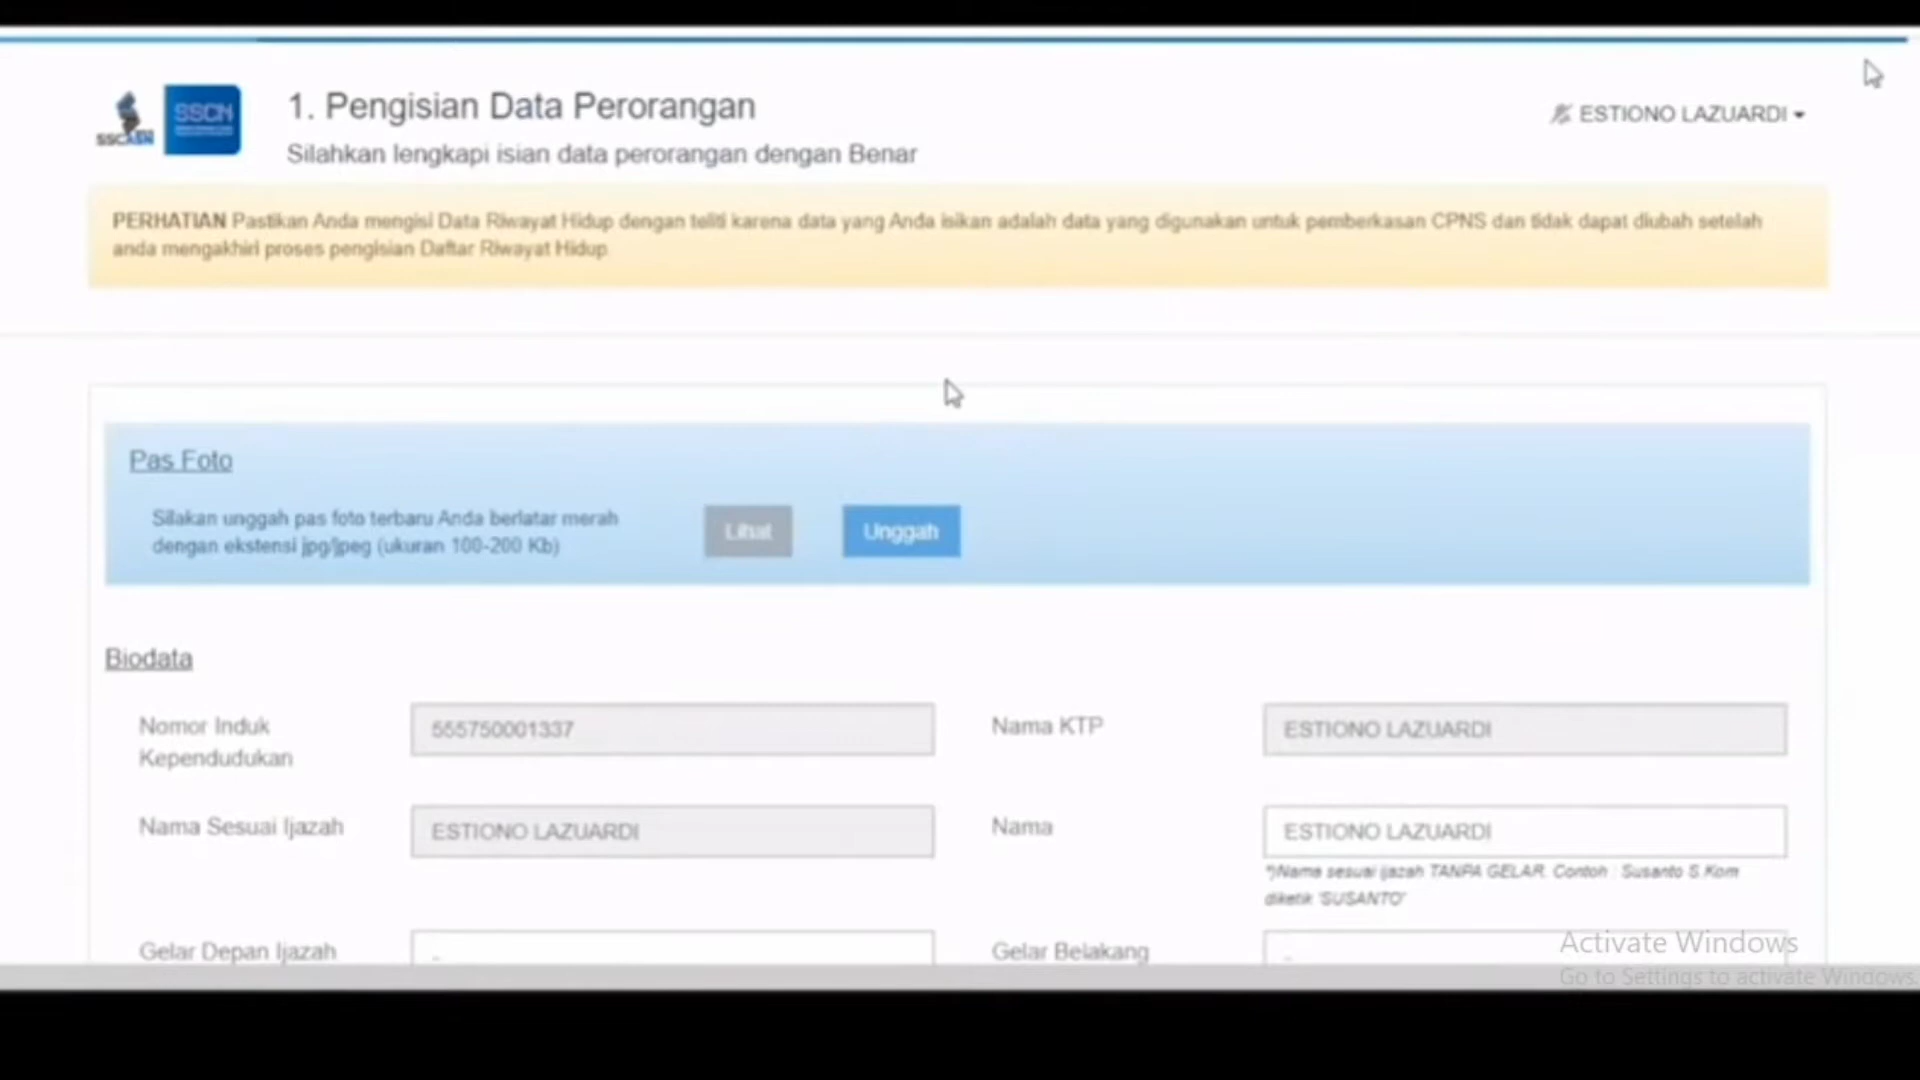 SSCASN
SSCN
1. Pengisian Data Perorangan
ESTIONO LAZUARDI
Silahkan lengkapi isian data perorangan dengan Benar
PERHATIAN Pastikan Anda mengisi Data Riwayat Hidup dengan teliti karena data yang Anda isikan adalah data yang digunakan untuk pemberkasan CPNS dan tidak dapat diubah setelah
anda mengakhiri proses pengisian Daftar Riwayat Hidup
Pas Foto
Silakan unggah pas foto terbaru Anda berlatar merah
dengan ekstensi jpg/jpeg (ukuran 100-200 Kb)
Lihat
Unggah
Biodata
Nomor Induk
Kependudukan
555750001337
Nama KTP
ESTIONO LAZUARDI
Nama Sesuai Ijazah
ESTIONO LAZUARDI
Nama
ESTIONO LAZUARDI
*)Nama sesuai ijazah TANPA GELAR. Contoh : Susanto S.Kom
diketik 'SUSANTO'
Gelar Depan Ijazah
-
Gelar Belakang
-
Activate Windows
Go to Settings to activate Windows.